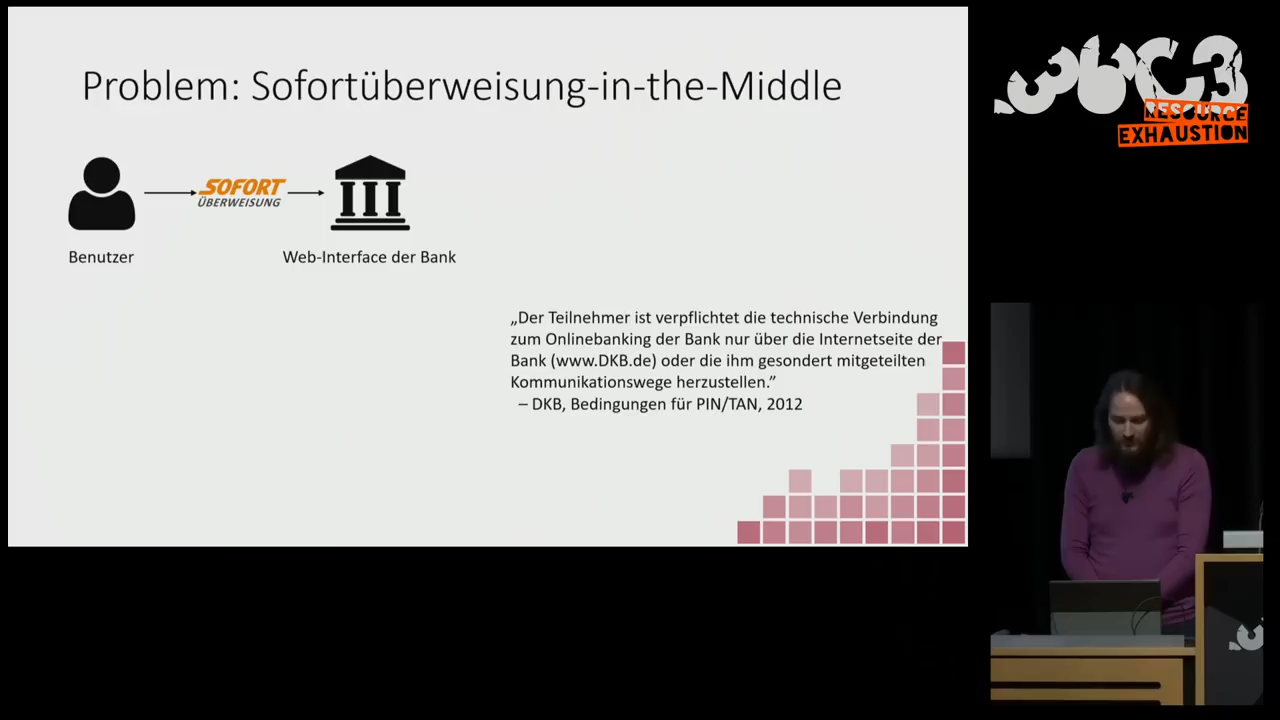 Problem: Sofortüberweisung-in-the-Middle
SOFORT
ÜBERWEISUNG
Benutzer
Web-Interface der Bank
„Der Teilnehmer ist verpflichtet die technische Verbindung
zum Onlinebanking der Bank nur über die Internetseite der
Bank (www.DKB.de) oder die ihm gesondert mitgeteilten
Kommunikationswege herzustellen.”
– DKB, Bedingungen für PIN/TAN, 2012
36C3
RESOURCE
EXHAUSTION